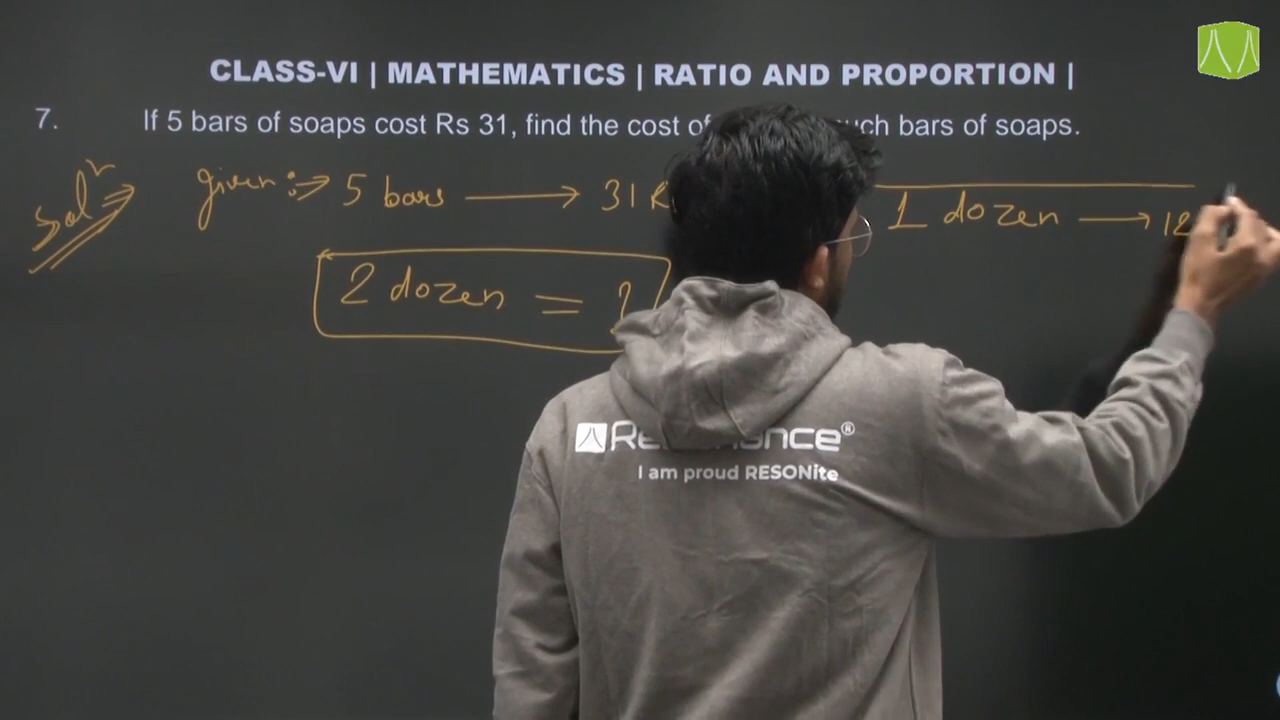 CLASS-VI | MATHEMATICS | RATIO AND PROPORTION |
7. If 5 bars of soaps cost Rs 31, find the cost of such bars of soaps.
Solⁿ given :⇒ 5 bars ⟶ 31 R
1 dozen ⟶ 12
2 dozen = ?
Resonance®
I am proud RESONite